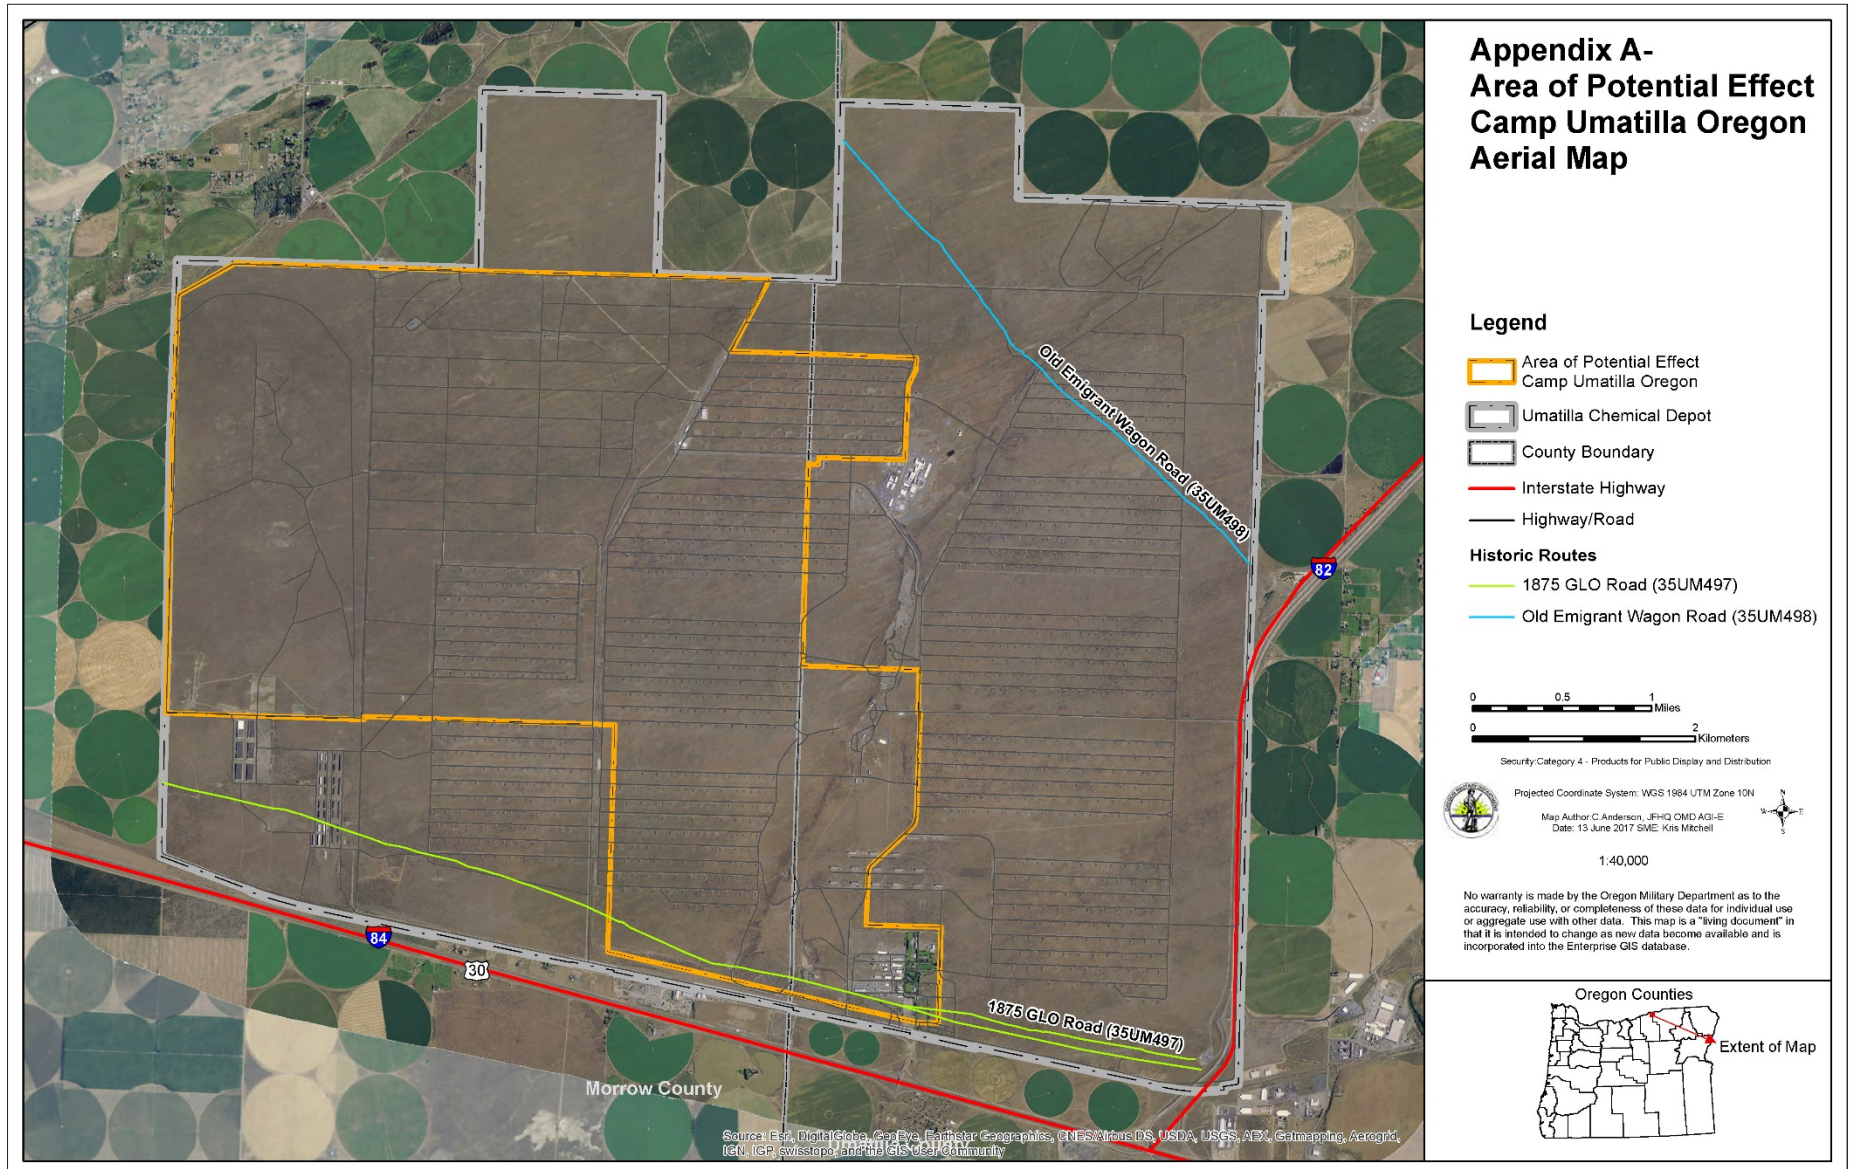 Appendix A-
Area of Potential Effect
Camp Umatilla Oregon
Aerial Map
Legend
Area of Potential Effect
Camp Umatilla Oregon
Umatilla Chemical Depot
County Boundary
Interstate Highway
Highway/Road
Historic Routes
1875 GLO Road (35UM497)
Old Emigrant Wagon Road (35UM498)
0 0.5 1
Miles
0 2
Kilometers
Security:Category 4 - Products for Public Display and Distribution
Projected Coordinate System: WGS 1984 UTM Zone 10N
Map Author:C.Anderson, JFHQ OMD AGI-E
Date: 13 June 2017 SME: Kris Mitchell
N
W E
S
1:40,000
No warranty is made by the Oregon Military Department as to the
accuracy, reliability, or completeness of these data for individual use
or aggregate use with other data. This map is a "living document" in
that it is intended to change as new data become available and is
incorporated into the Enterprise GIS database.
Oregon Counties
Extent of Map
Old Emigrant Wagon Road (35UM498)
82
84
30
1875 GLO Road (35UM497)
Morrow County
Umatilla County
Source: Esri, DigitalGlobe, GeoEye, Earthstar Geographics, CNES/Airbus DS, USDA, USGS, AEX, Getmapping, Aerogrid,
IGN, IGP, swisstopo, and the GIS User Community